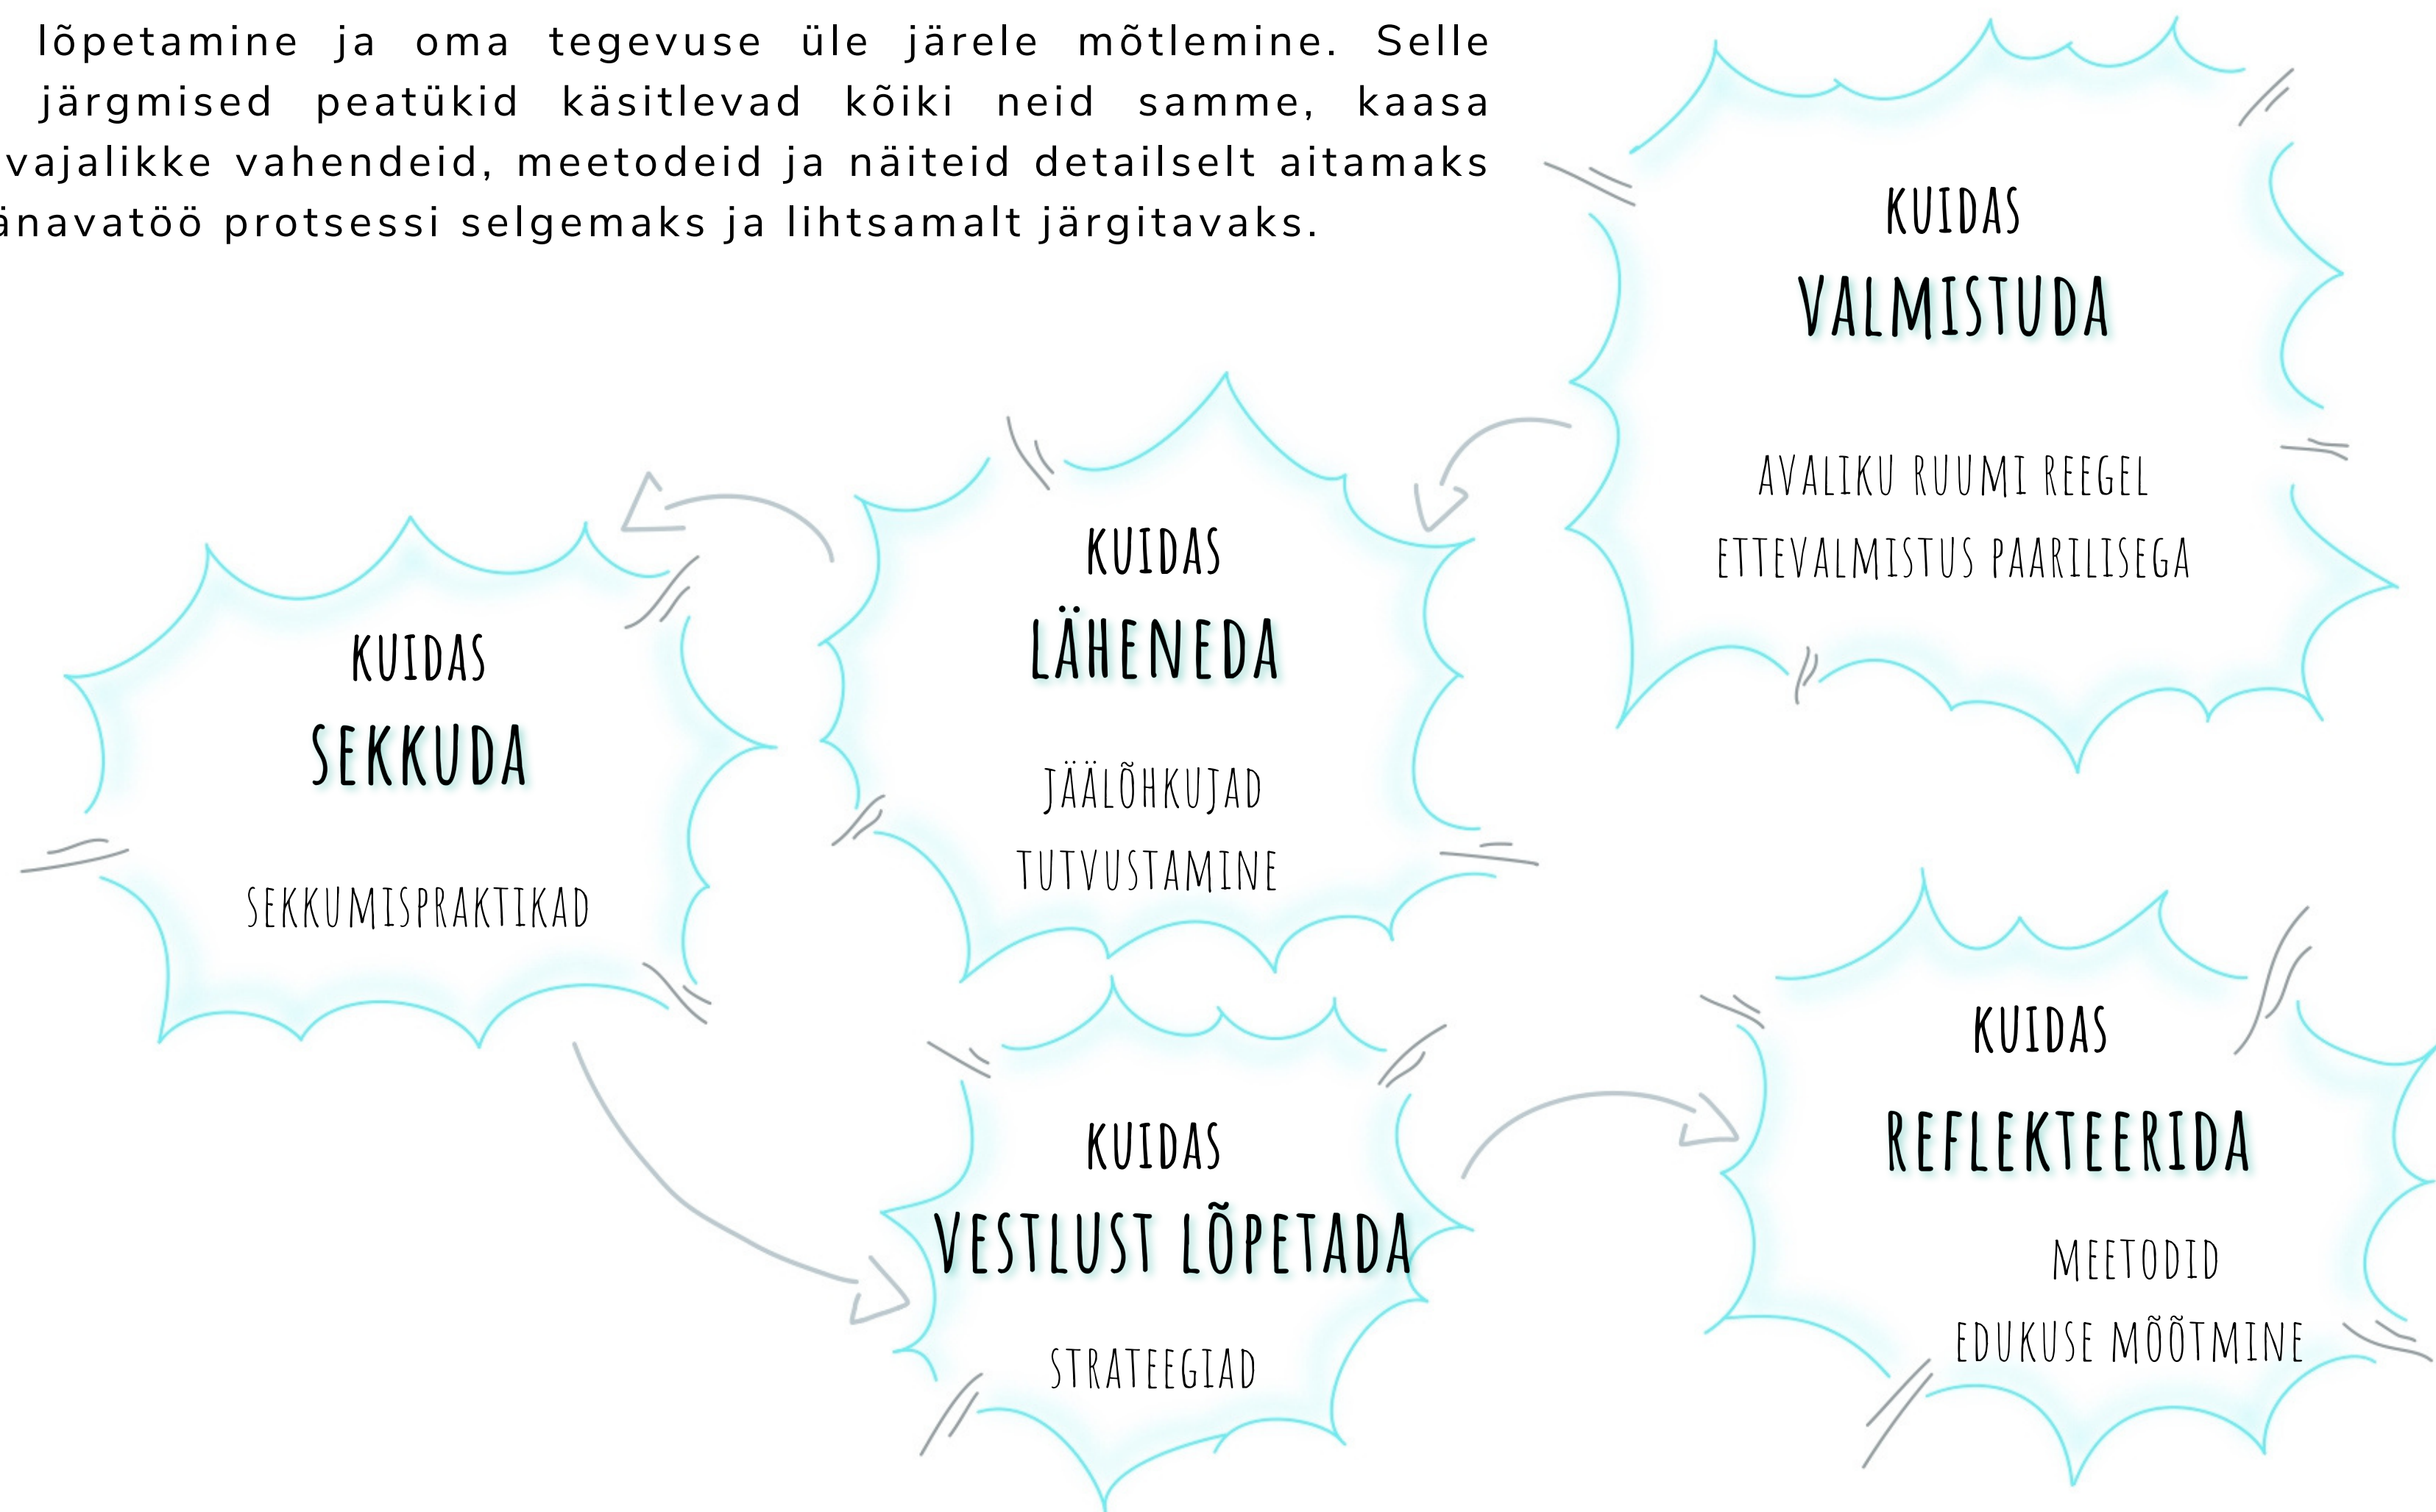 lõpetamine ja oma tegevuse üle järele mõtlemine. Selle
järgmised peatükid käsitlevad kõiki neid samme, kaasa
vajalikke vahendeid, meetodeid ja näiteid detailselt aitamaks
änavatöö protsessi selgemaks ja lihtsamalt järgitavaks.
KUIDAS
VALMISTUDA
AVALIKU RUUMI REEGEL
ETTEVALMISTUS PAARILISEGA
KUIDAS
LÄHENEDA
JÄÄLÕHKUJAD
TUTVUSTAMINE
KUIDAS
SEKKUDA
SEKKUMISPRAKTIKAD
KUIDAS
VESTLUST LÕPETADA
STRATEEGIAD
KUIDAS
REFLEKTEERIDA
MEETODID
EDUKUSE MÕÕTMINE